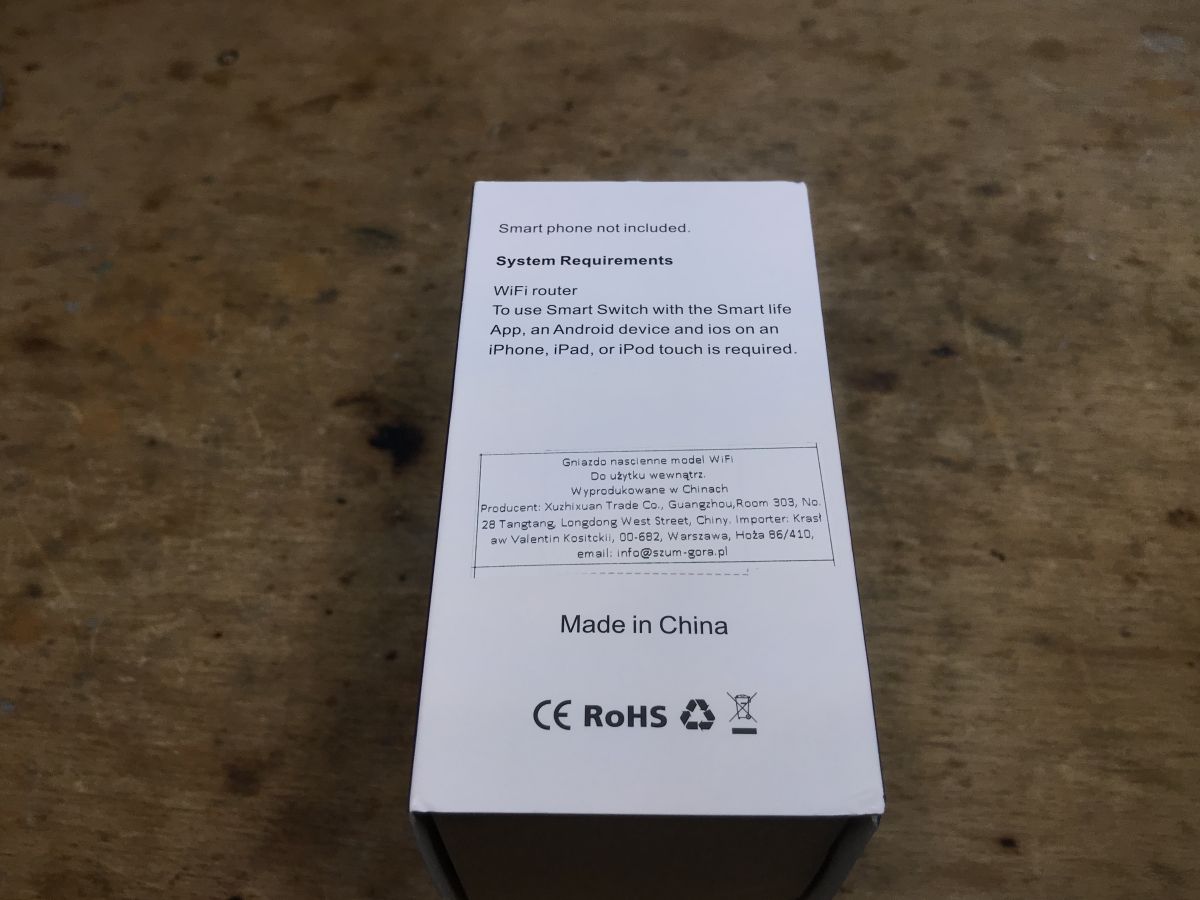 Smart phone not included.
System Requirements
WiFi router
To use Smart Switch with the Smart life
App, an Android device and ios on an
iPhone, iPad, or iPod touch is required.
Gniazdo nascienne model WiFi
Do użytku wewnątrz.
Wyprodukowane w Chinach
Producent: Xuzhixuan Trade Co., Guangzhou,Room 303, No.
28 Tangtang, Longdong West Street, Chiny. Importer: Krasł
aw Valentin Kositckii, 00-682, Warszawa, Hoża 86/410,
email: info@szum-gora.pl
Made in China
CE RoHS